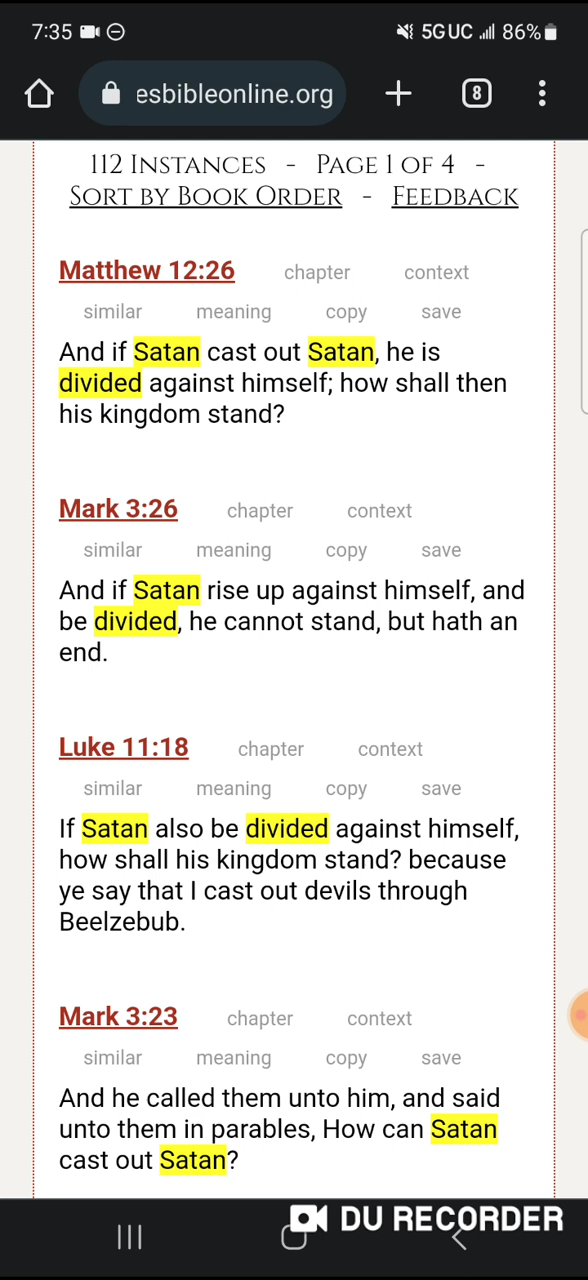 7:35 5GUC 86%
esbibleonline.org 8
112 Instances - Page 1 of 4 -
Sort by Book Order - Feedback
Matthew 12:26 chapter context
similar meaning copy save
And if Satan cast out Satan, he is
divided against himself; how shall then
his kingdom stand?
Mark 3:26 chapter context
similar meaning copy save
And if Satan rise up against himself, and
be divided, he cannot stand, but hath an
end.
Luke 11:18 chapter context
similar meaning copy save
If Satan also be divided against himself,
how shall his kingdom stand? because
ye say that I cast out devils through
Beelzebub.
Mark 3:23 chapter context
similar meaning copy save
And he called them unto him, and said
unto them in parables, How can Satan
cast out Satan?
DU RECORDER